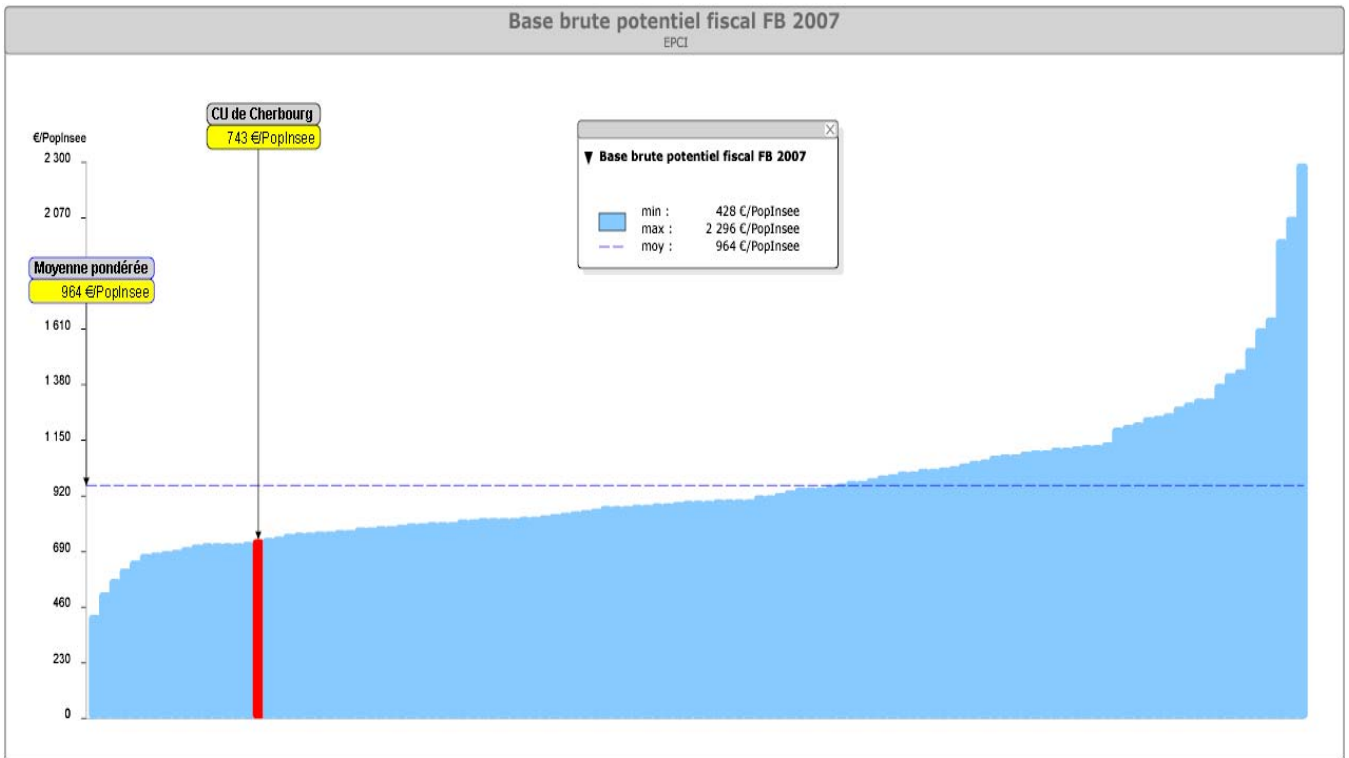 Base brute potentiel fiscal FB 2007
EPCI
CU de Cherbourg
743 €/PopInsee
€/PopInsee
2 300
2 070
Moyenne pondérée
964 €/PopInsee
1 610
1 380
1 150
920
690
460
230
0
Base brute potentiel fiscal FB 2007
min : 428 €/PopInsee
max : 2 296 €/PopInsee
moy : 964 €/PopInsee